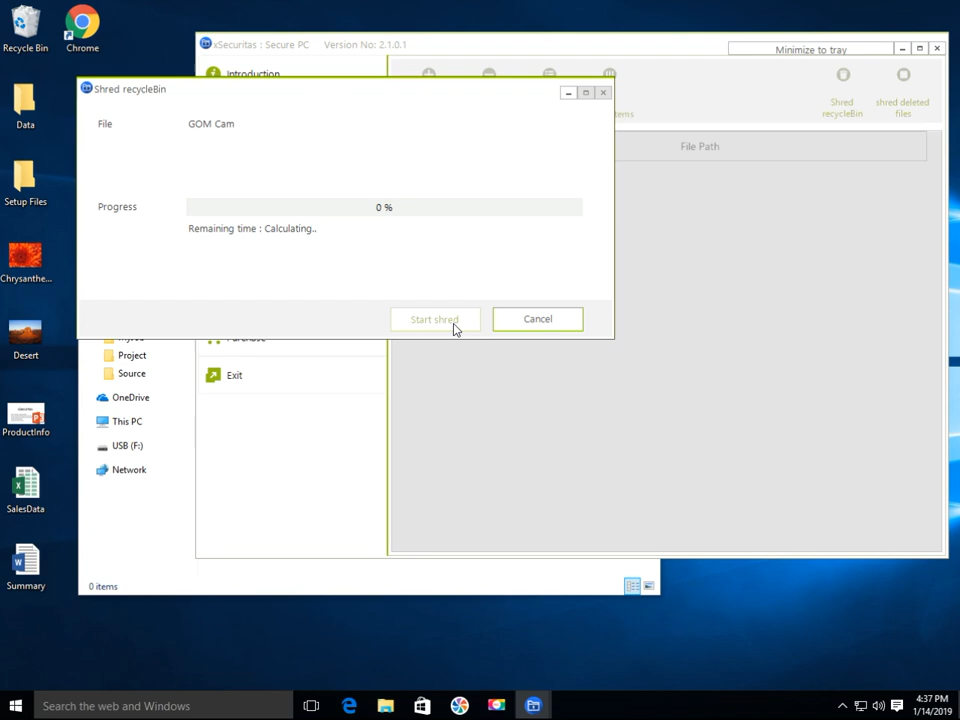 Recycle Bin
Chrome
Data
Setup Files
Chrysanthe...
Desert
ProductInfo
SalesData
Summary
xSecuritas : Secure PC Version No: 2.1.0.1
Minimize to tray
Introduction
Shred
recycleBin
shred deleted
files
File Path
Shred recycleBin
File GOM Cam
Progress 0 %
Remaining time : Calculating..
Start shred
Cancel
Exit
Project
Source
OneDrive
This PC
USB (F:)
Network
0 items
Search the Web and Windows
4:37 PM
1/14/2019